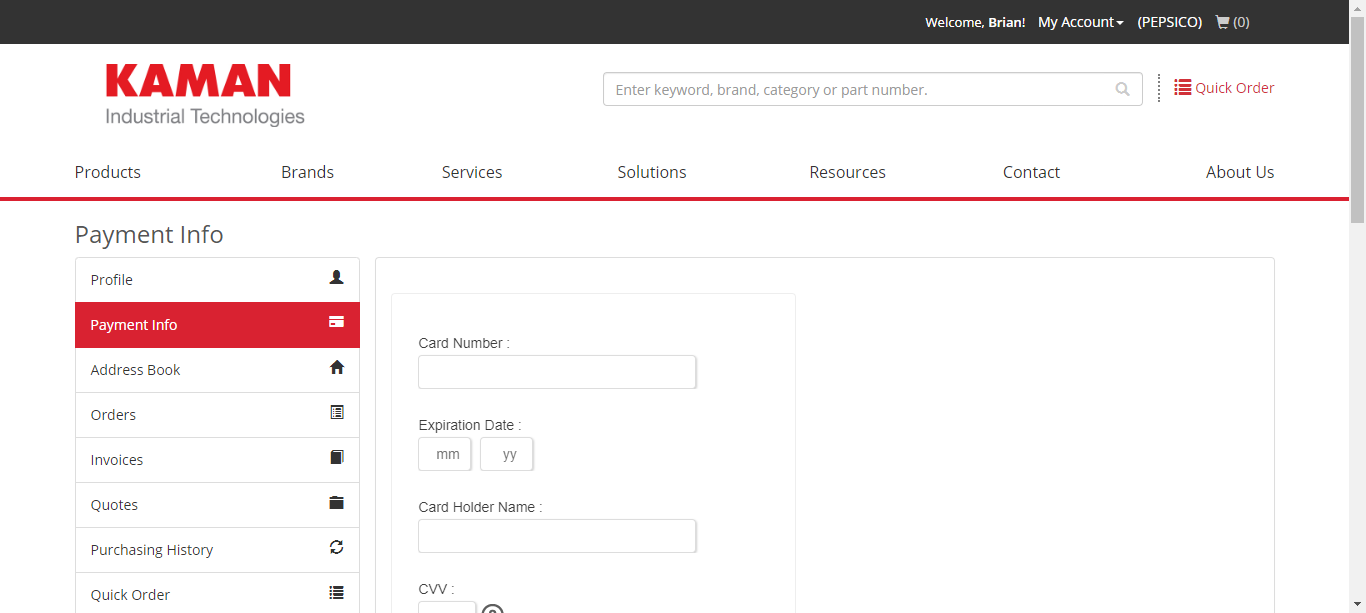 Welcome, Brian! My Account (PEPSICO) (0)
KAMAN
Industrial Technologies
Enter keyword, brand, category or part number.
Quick Order
Products Brands Services Solutions Resources Contact About Us
Payment Info
Profile
Payment Info
Address Book
Orders
Invoices
Quotes
Purchasing History
Quick Order
Card Number :
Expiration Date :
mm yy
Card Holder Name :
CVV :